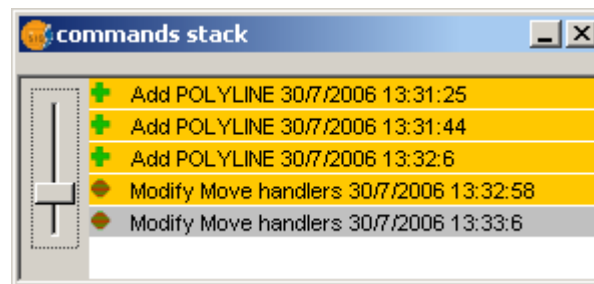 commands stack
Add POLYLINE 30/7/2006 13:31:25
Add POLYLINE 30/7/2006 13:31:44
Add POLYLINE 30/7/2006 13:32:6
Modify Move handlers 30/7/2006 13:32:58
Modify Move handlers 30/7/2006 13:33:6